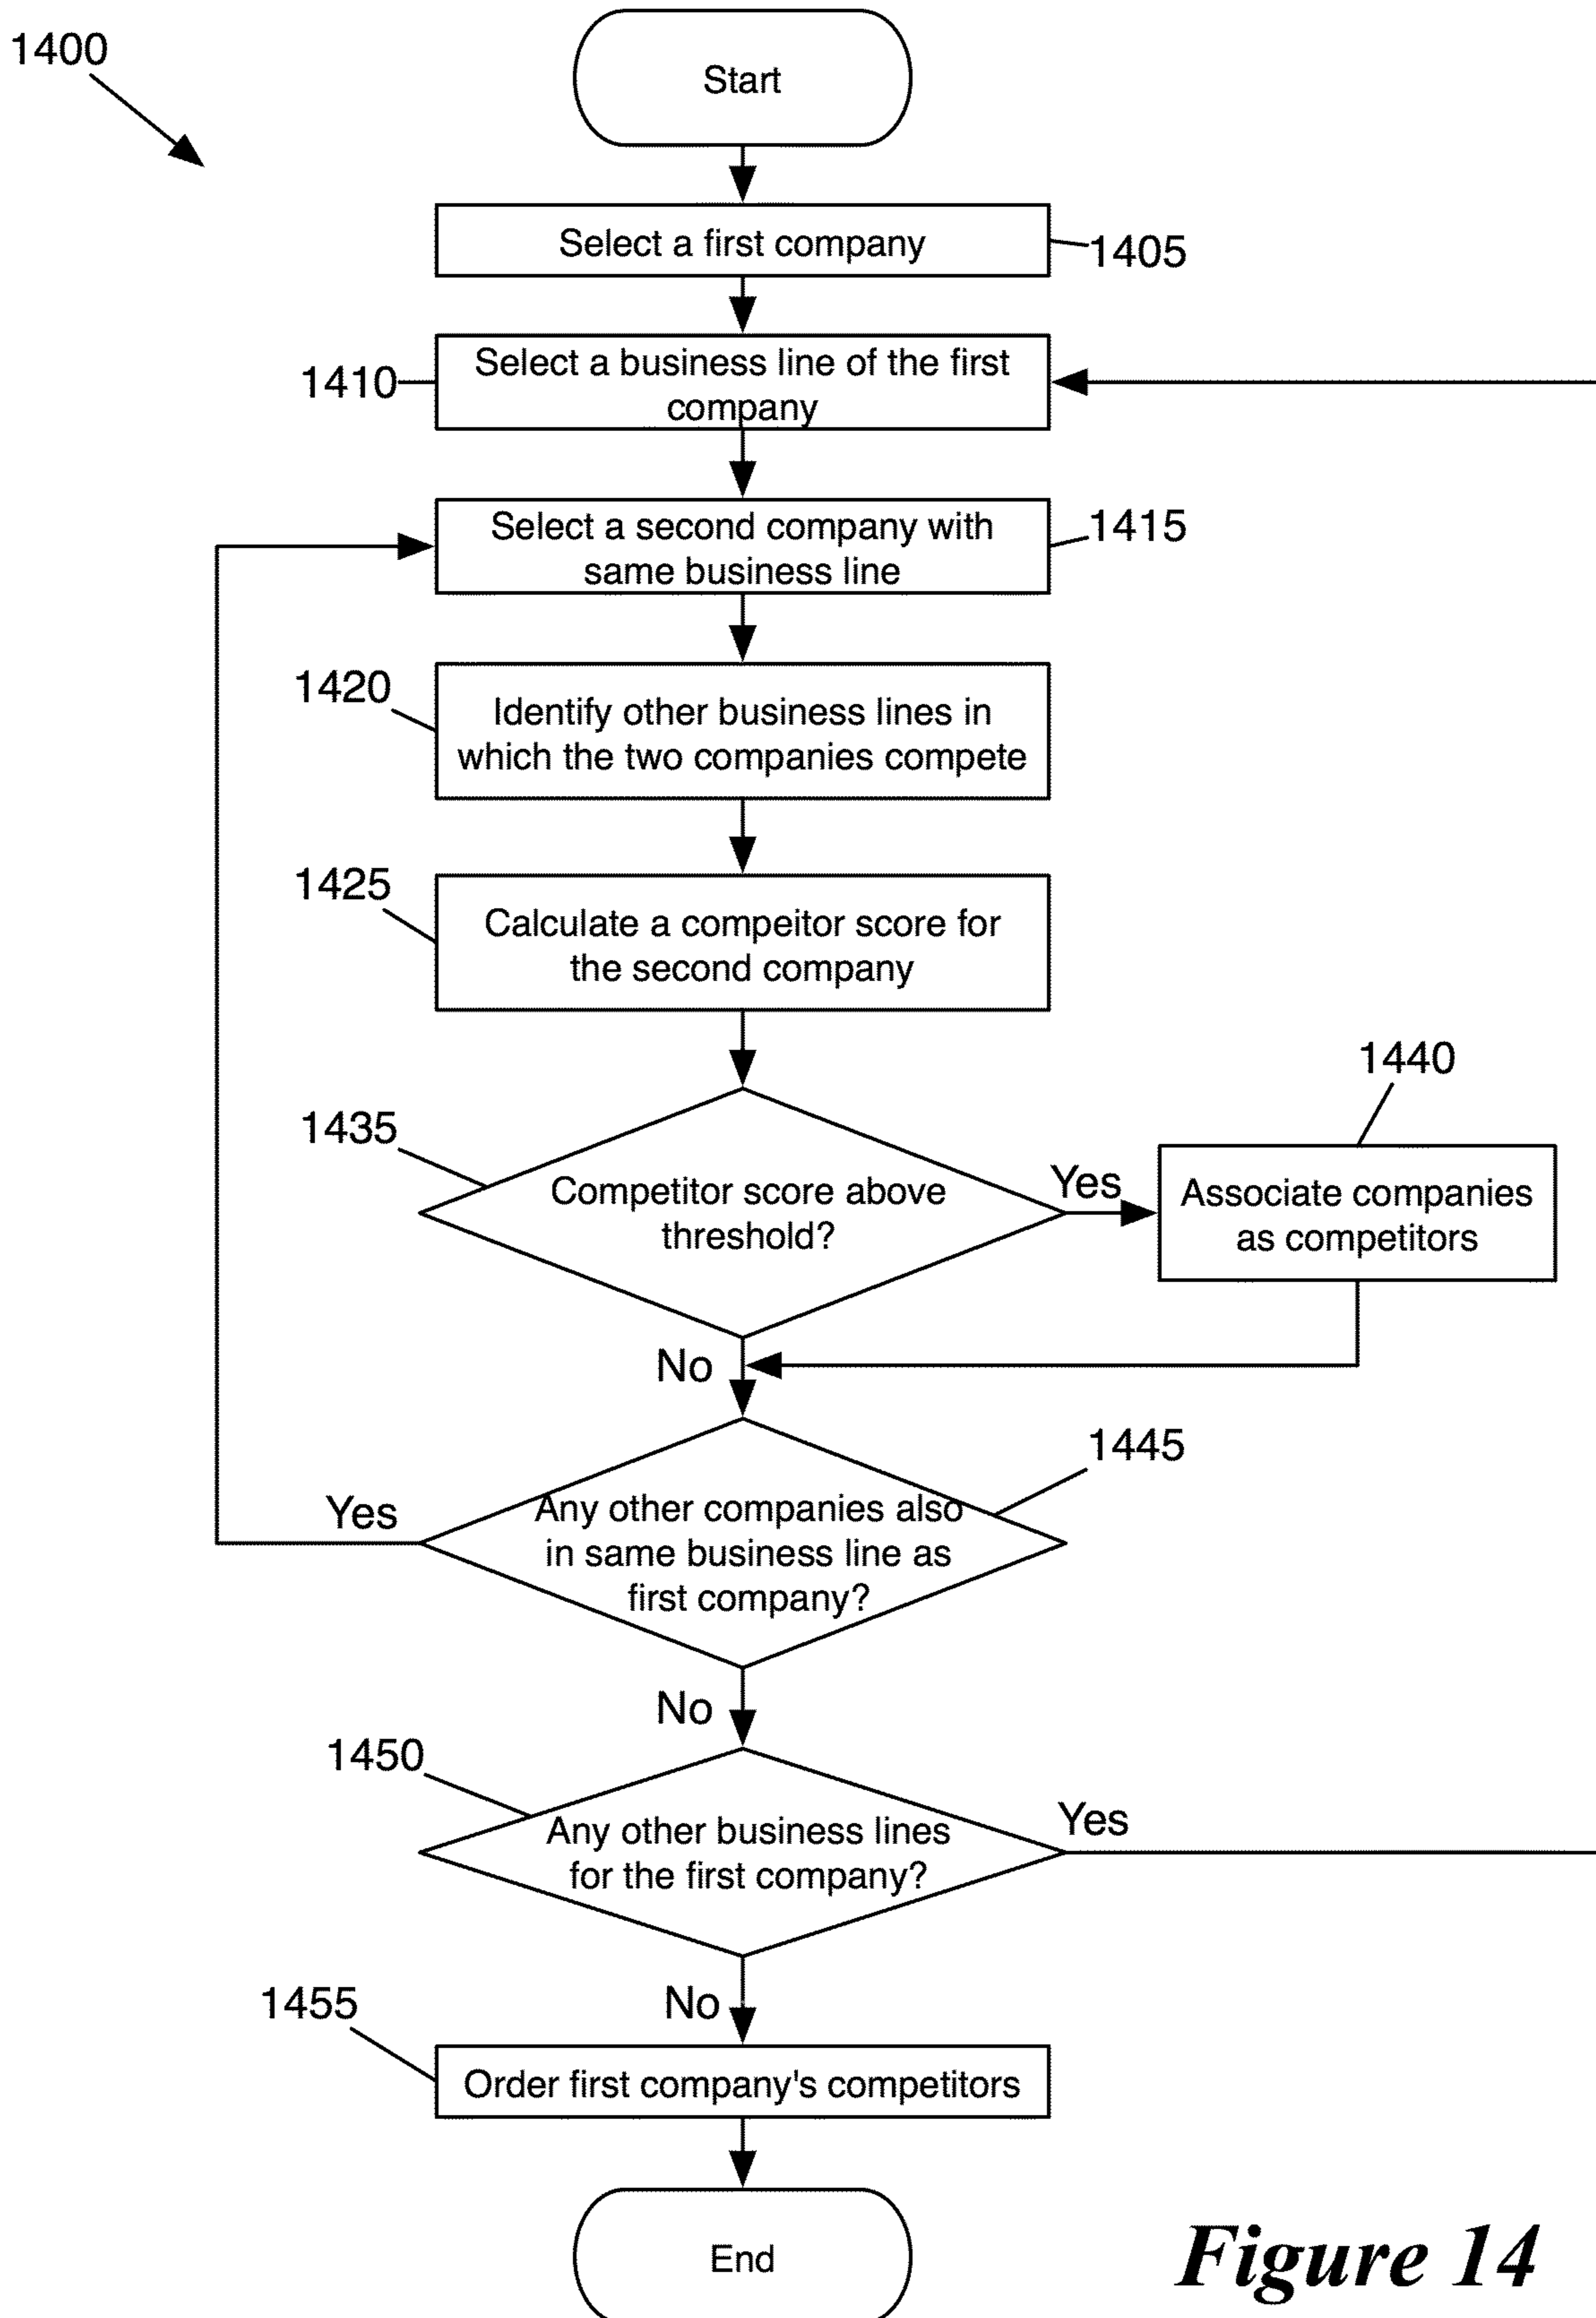 1400
Start
Select a first company
1405
1410
Select a business line of the first
company
Select a second company with
same business line
1415
1420
Identify other business lines in
which the two companies compete
1425
Calculate a compeitor score for
the second company
1435
Competitor score above
threshold?
Yes
1440
Associate companies
as competitors
No
1445
Any other companies also
in same business line as
first company?
Yes
No
1450
Any other business lines
for the first company?
Yes
No
1455
Order first company's competitors
End
Figure 14